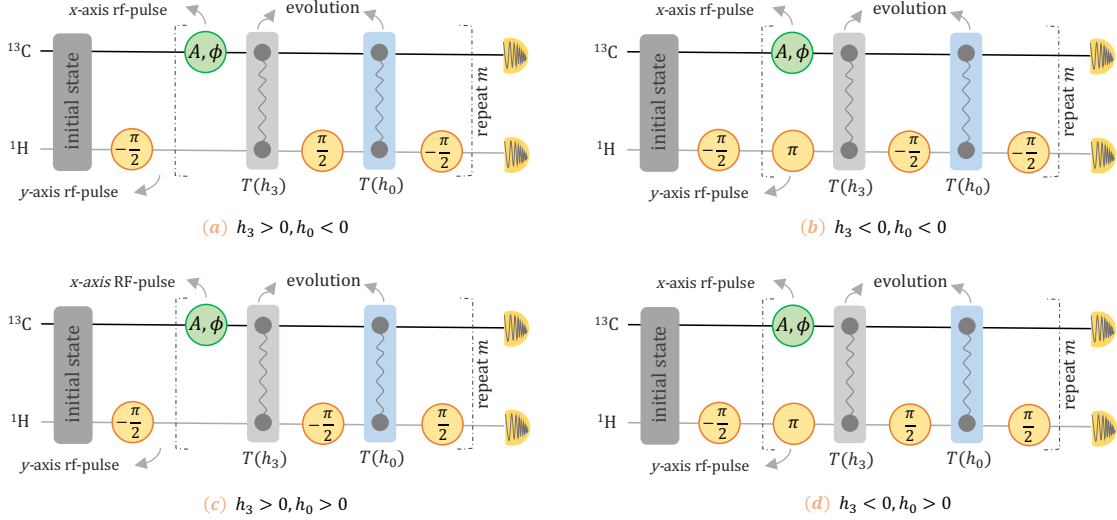 x-axis rf-pulse
evolution
¹³C
A, ϕ
initial state
repeat m
¹H
−π/2
π/2
−π/2
y-axis rf-pulse
T(h₃)
T(h₀)
(a) h₃ > 0, h₀ < 0
x-axis rf-pulse
evolution
¹³C
A, ϕ
initial state
repeat m
¹H
−π/2
π
−π/2
−π/2
y-axis rf-pulse
T(h₃)
T(h₀)
(b) h₃ < 0, h₀ < 0
x-axis RF-pulse
evolution
¹³C
A, ϕ
initial state
repeat m
¹H
−π/2
−π/2
π/2
y-axis rf-pulse
T(h₃)
T(h₀)
(c) h₃ > 0, h₀ > 0
x-axis rf-pulse
evolution
¹³C
A, ϕ
initial state
repeat m
¹H
−π/2
π
π/2
π/2
y-axis rf-pulse
T(h₃)
T(h₀)
(d) h₃ < 0, h₀ > 0